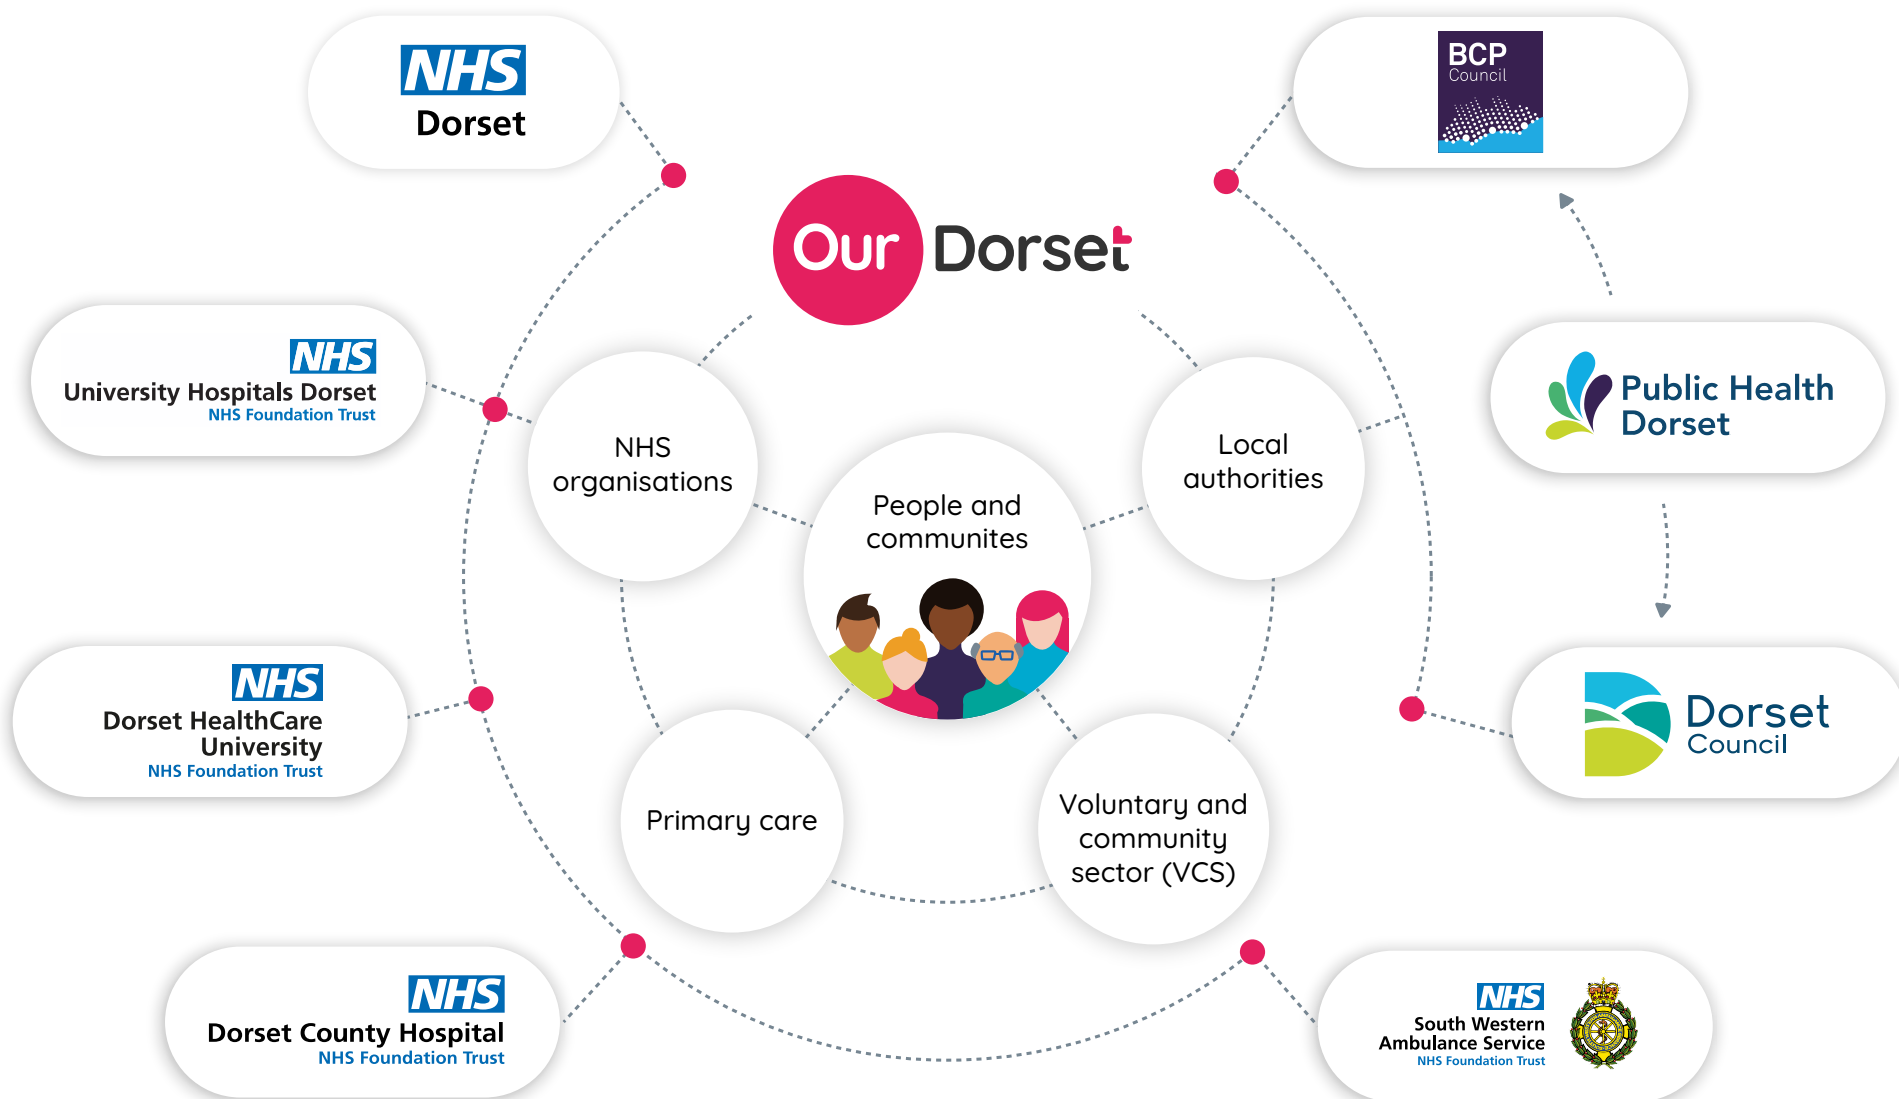 NHS
Dorset
BCP
Council
Our Dorset
NHS
University Hospitals Dorset
NHS Foundation Trust
NHS
organisations
Local
authorities
People and
communites
Public Health
Dorset
NHS
Dorset HealthCare
University
NHS Foundation Trust
Dorset
Council
Primary care
Voluntary and
community
sector (VCS)
NHS
Dorset County Hospital
NHS Foundation Trust
NHS
South Western
Ambulance Service
NHS Foundation Trust